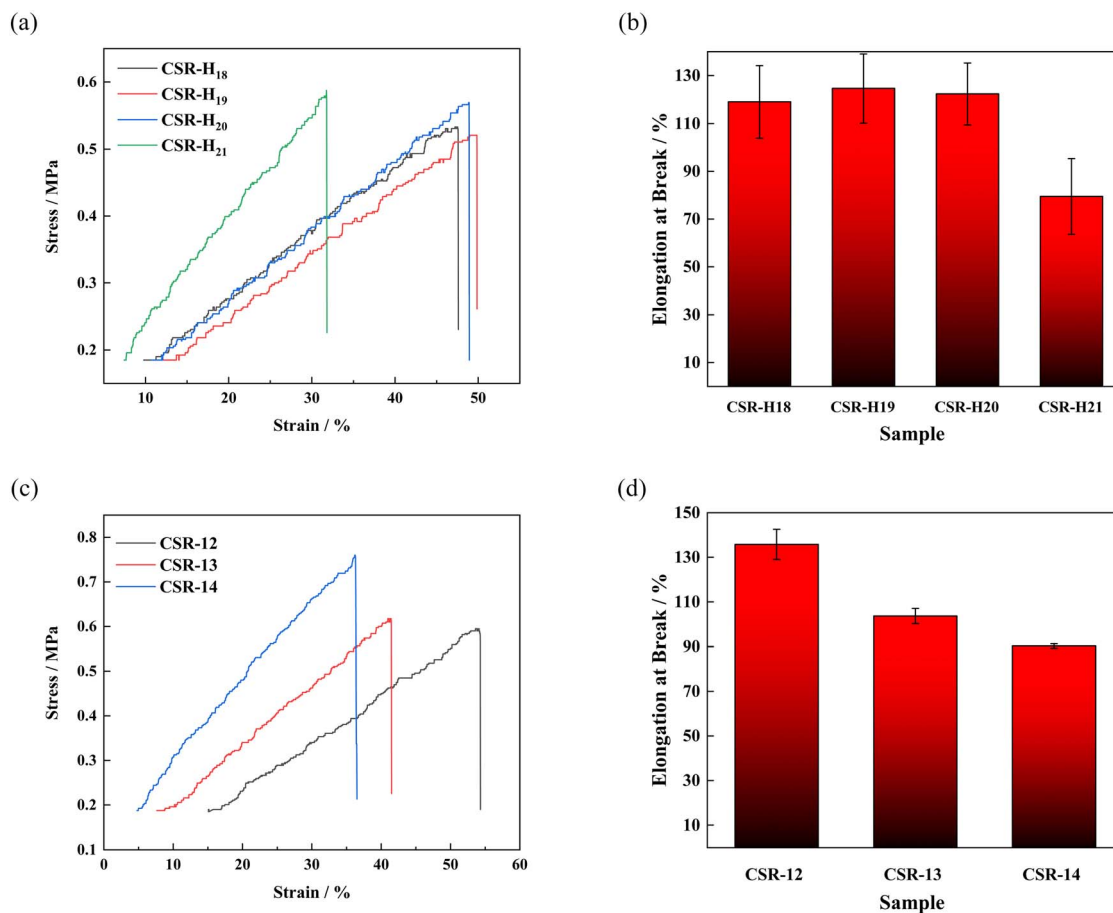 (a)
CSR-H18
CSR-H19
CSR-H20
CSR-H21
Stress / MPa
0.6
0.5
0.4
0.3
0.2
10 20 30 40 50
Strain / %
(b)
Elongation at Break / %
130
110
90
70
50
30
10
CSR-H18 CSR-H19 CSR-H20 CSR-H21
Sample
(c)
CSR-12
CSR-13
CSR-14
Stress / MPa
0.8
0.7
0.6
0.5
0.4
0.3
0.2
0.1
0 10 20 30 40 50 60
Strain / %
(d)
Elongation at Break / %
150
130
110
90
70
50
30
10
CSR-12 CSR-13 CSR-14
Sample